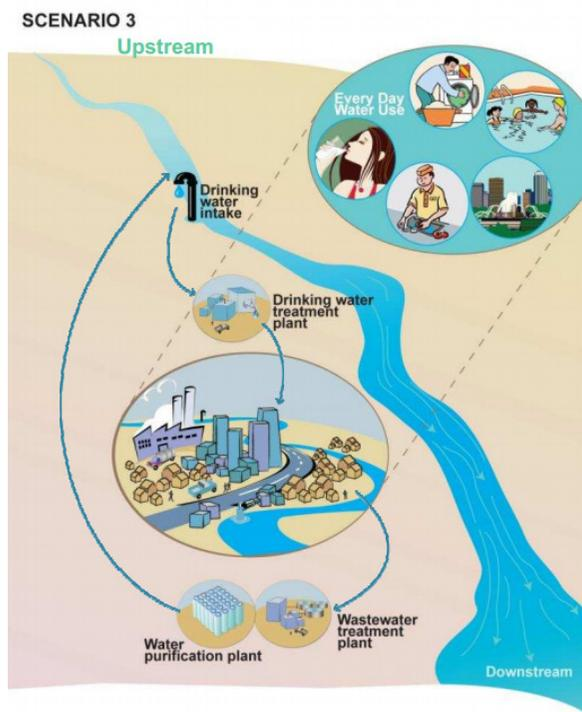 SCENARIO 3
Upstream
Every Day
Water Use
Drinking
water
intake
Drinking water
treatment
plant
Wastewater
treatment
plant
Water
purification plant
Downstream